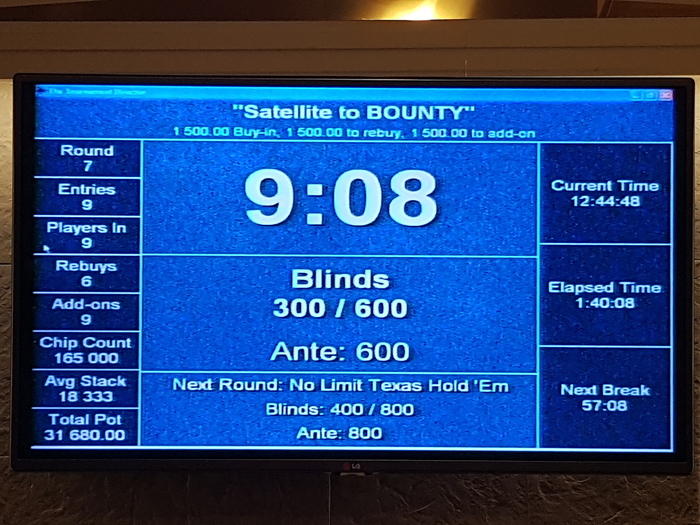 The Tournament Director
"Satellite to BOUNTY"
1 500.00 Buy-in, 1 500.00 to rebuy, 1 500.00 to add-on
Round
7
Entries
9
Players In
9
Rebuys
6
Add-ons
9
Chip Count
165 000
Avg Stack
18 333
Total Pot
31 680.00
9:08
Blinds
300 / 600
Ante: 600
Next Round: No Limit Texas Hold 'Em
Blinds: 400 / 800
Ante: 800
Current Time
12:44:48
Elapsed Time
1:40:08
Next Break
57:08
LG